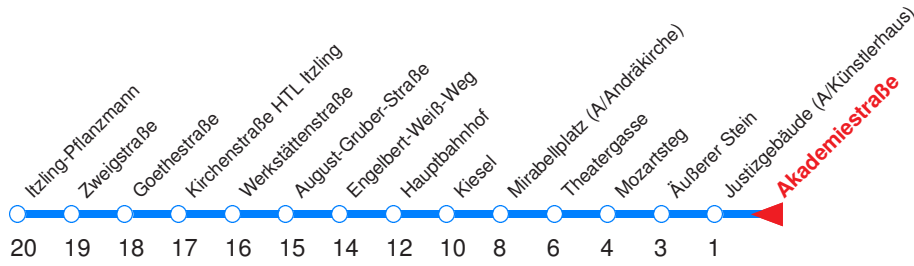 Itzling-Pflanzmann
Zweigstraße
Goethestraße
Kirchenstraße HTL Itzling
Werkstättenstraße
August-Gruber-Straße
Engelbert-Weiß-Weg
Hauptbahnhof
Kiesel
Mirabellplatz (A/Andräkirche)
Theatergasse
Mozartsteg
Äußerer Stein
Justizgebäude (A/Künstlerhaus)
Akademiestraße
20 19 18 17 16 15 14 12 10 8 6 4 3 1